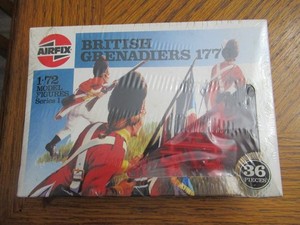 AIRFIX
BRITISH
GRENADIERS 177
1-72
MODEL
FIGURES
Series 1
36
PIECES